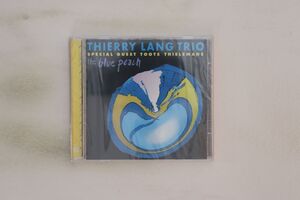 THIERRY LANG TRIO
SPECIAL GUEST TOOTS THIELEMANS
the blue peach